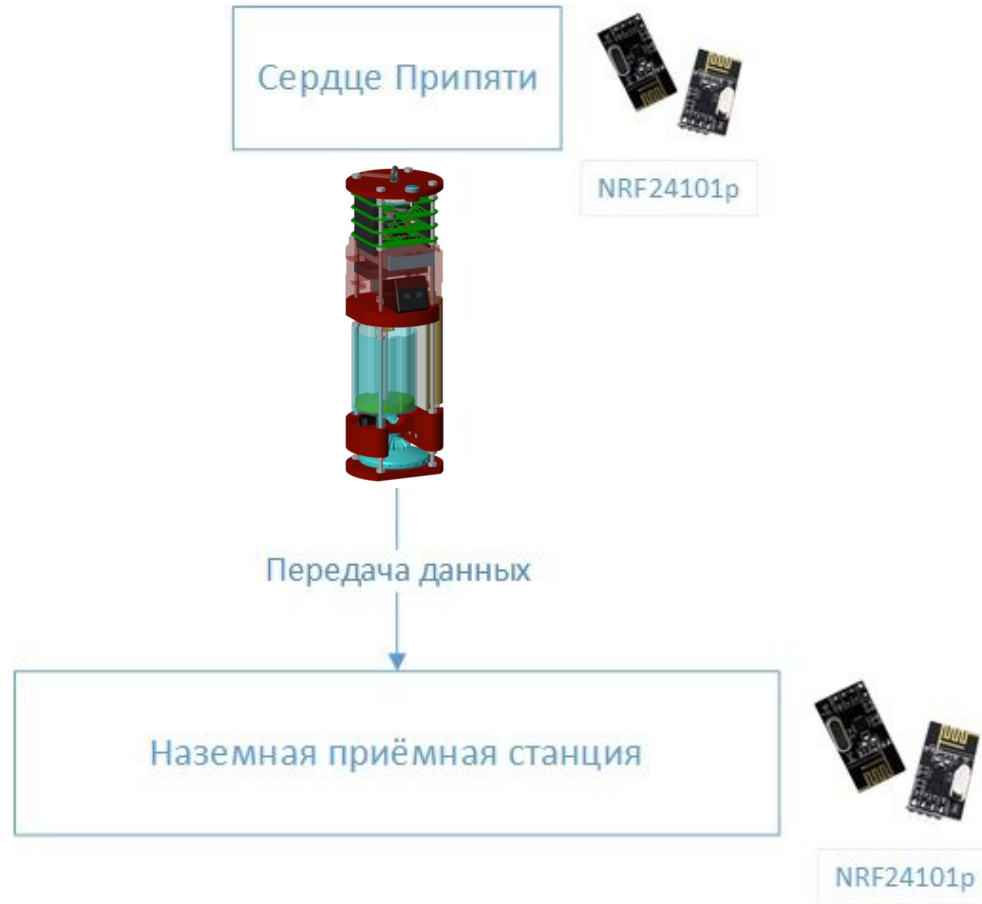 Сердце Припяти
NRF24101p
Передача данных
Наземная приёмная станция
NRF24101p